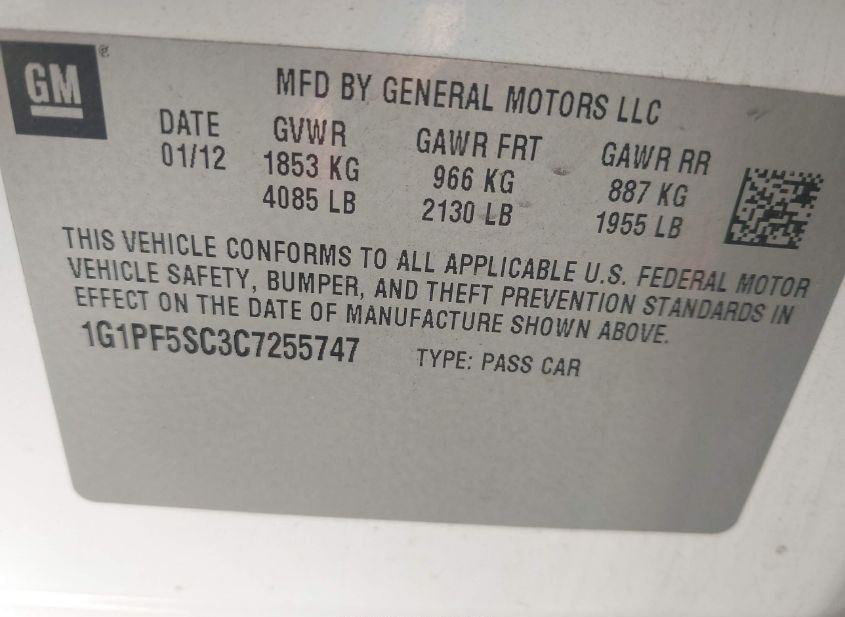 GM
MFD BY GENERAL MOTORS LLC
DATE GVWR GAWR FRT GAWR RR
01/12 1853 KG 966 KG 887 KG
4085 LB 2130 LB 1955 LB
THIS VEHICLE CONFORMS TO ALL APPLICABLE U.S. FEDERAL MOTOR
VEHICLE SAFETY, BUMPER, AND THEFT PREVENTION STANDARDS IN
EFFECT ON THE DATE OF MANUFACTURE SHOWN ABOVE.
1G1PF5SC3C7255747 TYPE: PASS CAR